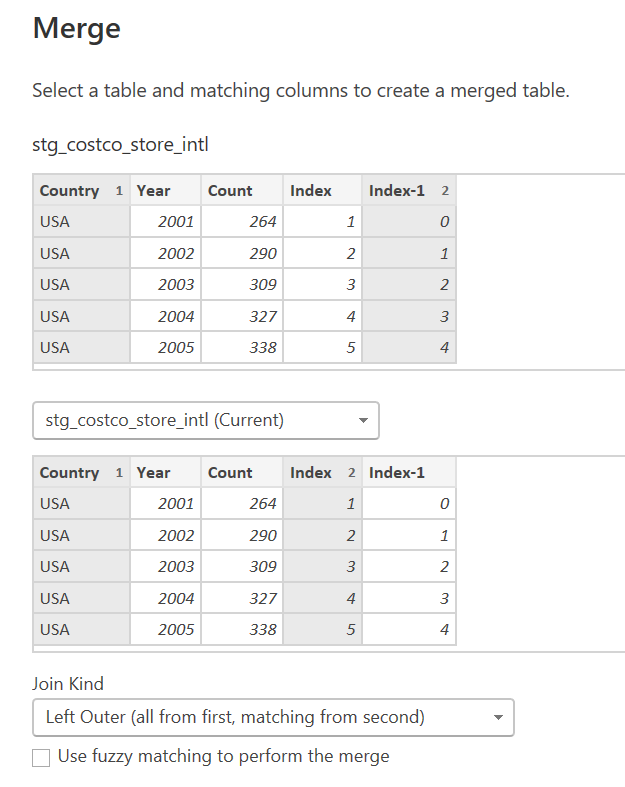 Merge
Select a table and matching columns to create a merged table.
stg_costco_store_intl
Country 1 Year Count Index Index-1 2
USA 2001 264 1 0
USA 2002 290 2 1
USA 2003 309 3 2
USA 2004 327 4 3
USA 2005 338 5 4
stg_costco_store_intl (Current)
Country 1 Year Count Index 2 Index-1
USA 2001 264 1 0
USA 2002 290 2 1
USA 2003 309 3 2
USA 2004 327 4 3
USA 2005 338 5 4
Join Kind
Left Outer (all from first, matching from second)
Use fuzzy matching to perform the merge